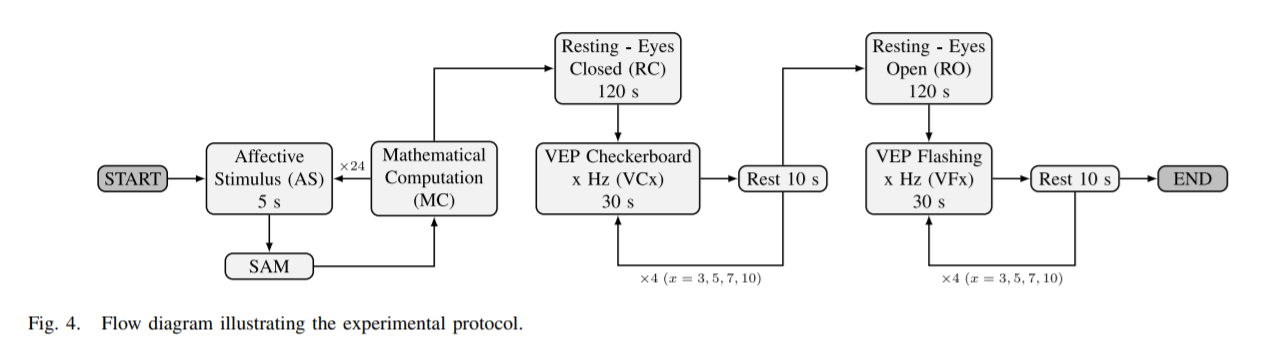 START
Affective
Stimulus (AS)
5 s
SAM
×24
Mathematical
Computation
(MC)
Resting - Eyes
Closed (RC)
120 s
VEP Checkerboard
x Hz (VCx)
30 s
Rest 10 s
×4 (x = 3, 5, 7, 10)
Resting - Eyes
Open (RO)
120 s
VEP Flashing
x Hz (VFx)
30 s
Rest 10 s
×4 (x = 3, 5, 7, 10)
END
Fig. 4. Flow diagram illustrating the experimental protocol.